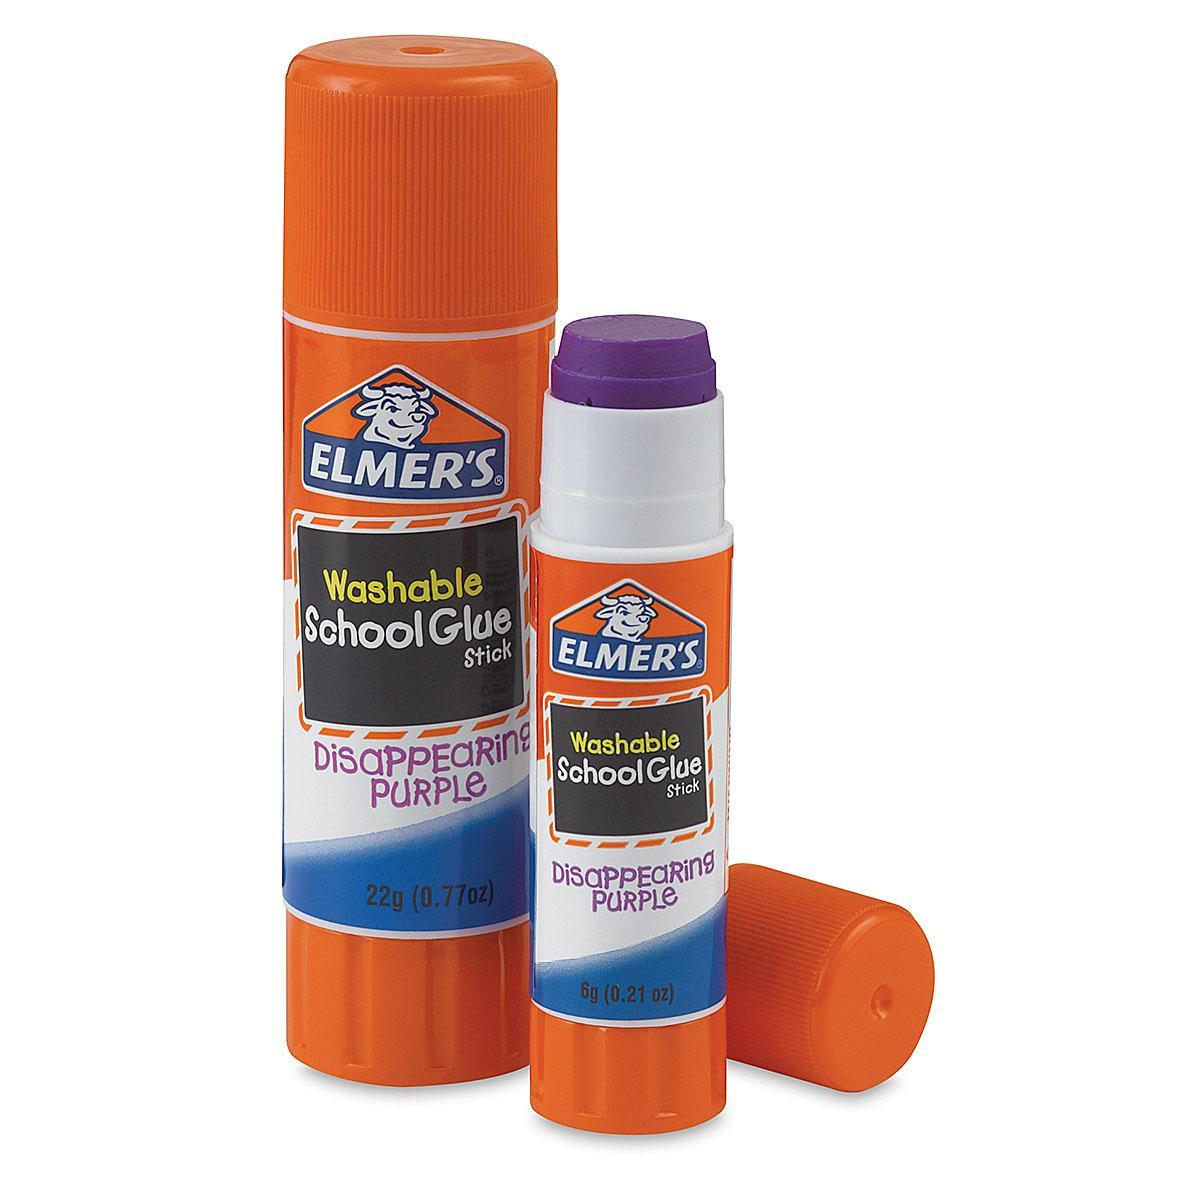 ELMER'S®
Washable
School Glue
Stick
Disappearing
Purple
22g (0.77oz)
ELMER'S®
Washable
School Glue
Stick
Disappearing
Purple
6g (0.21 oz)